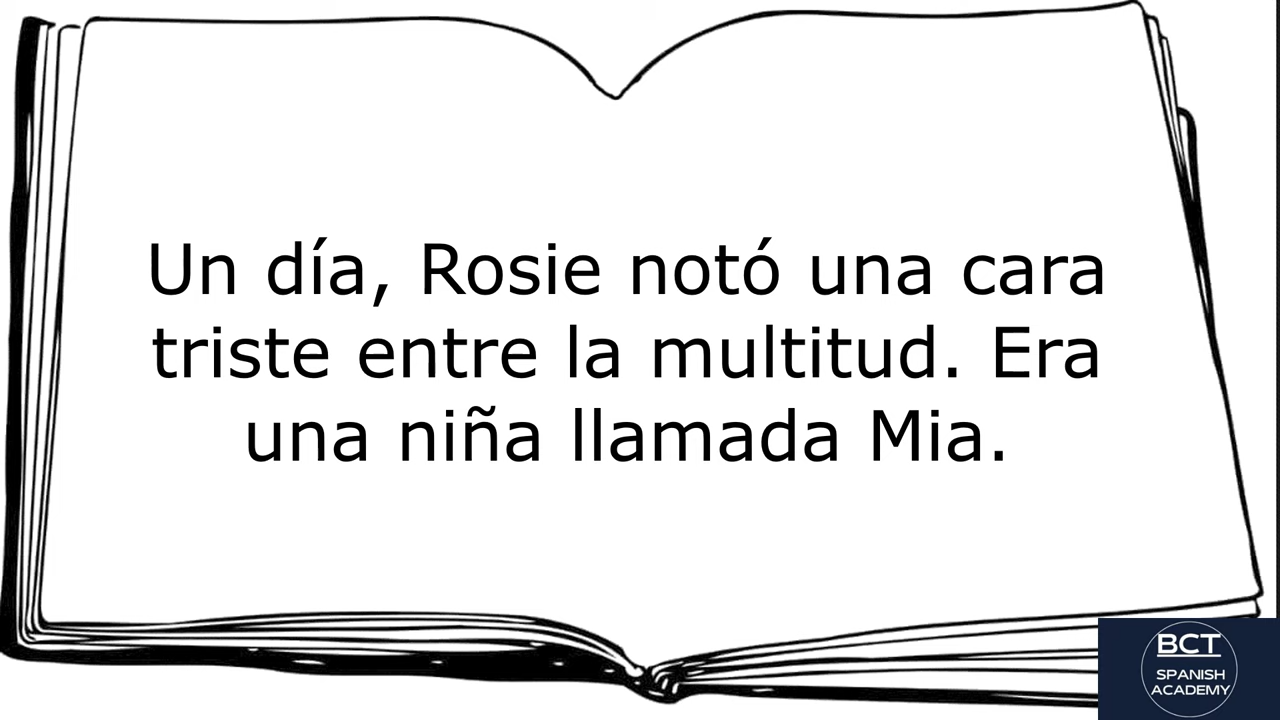 Un día, Rosie notó una cara
triste entre la multitud. Era
una niña llamada Mia.
BCT
SPANISH
ACADEMY